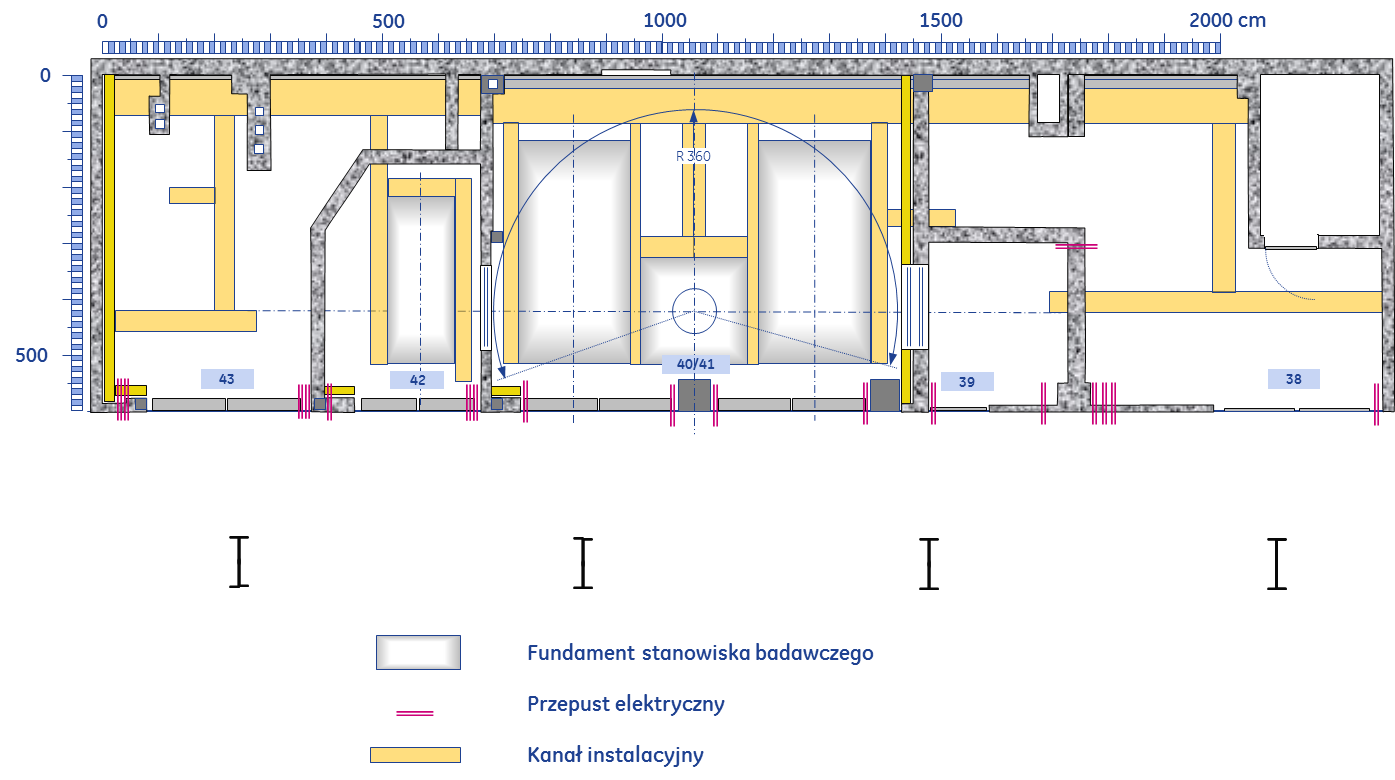 0 500 1000 1500 2000 cm
0
R 360
500
40/41
43 42 39 38
Fundament stanowiska badawczego
Przepust elektryczny
Kanał instalacyjny